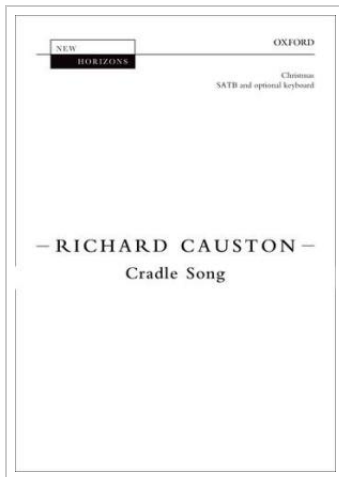 NEW
HORIZONS
OXFORD
Christmas
SATB and optional keyboard
– RICHARD CAUSTON –
Cradle Song